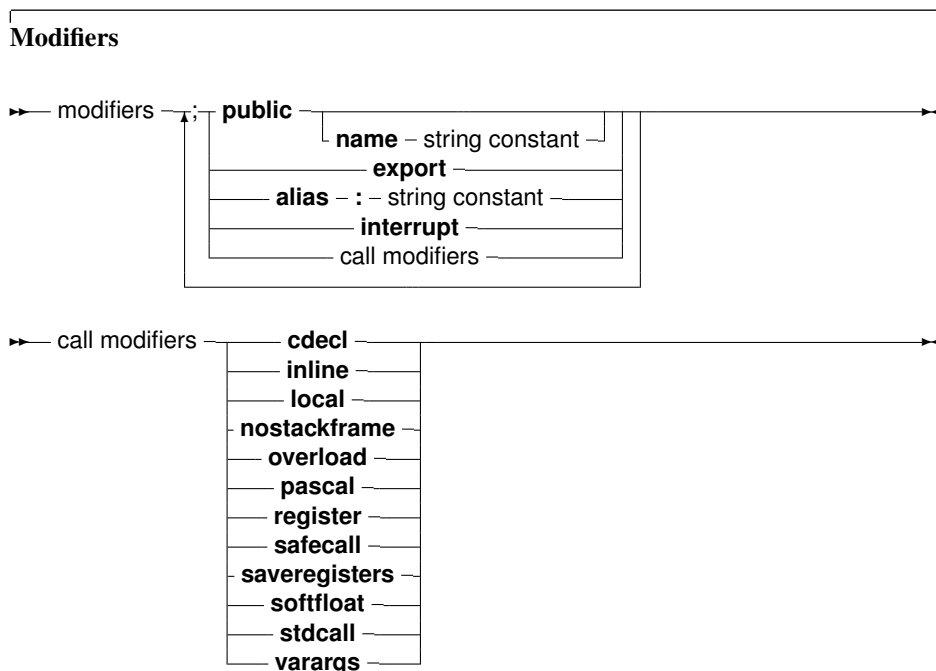 Modifiers
modifiers ; public
name string constant
export
alias : string constant
interrupt
call modifiers
call modifiers cdecl
inline
local
nostackframe
overload
pascal
register
safecall
saveregisters
softfloat
stdcall
varargs